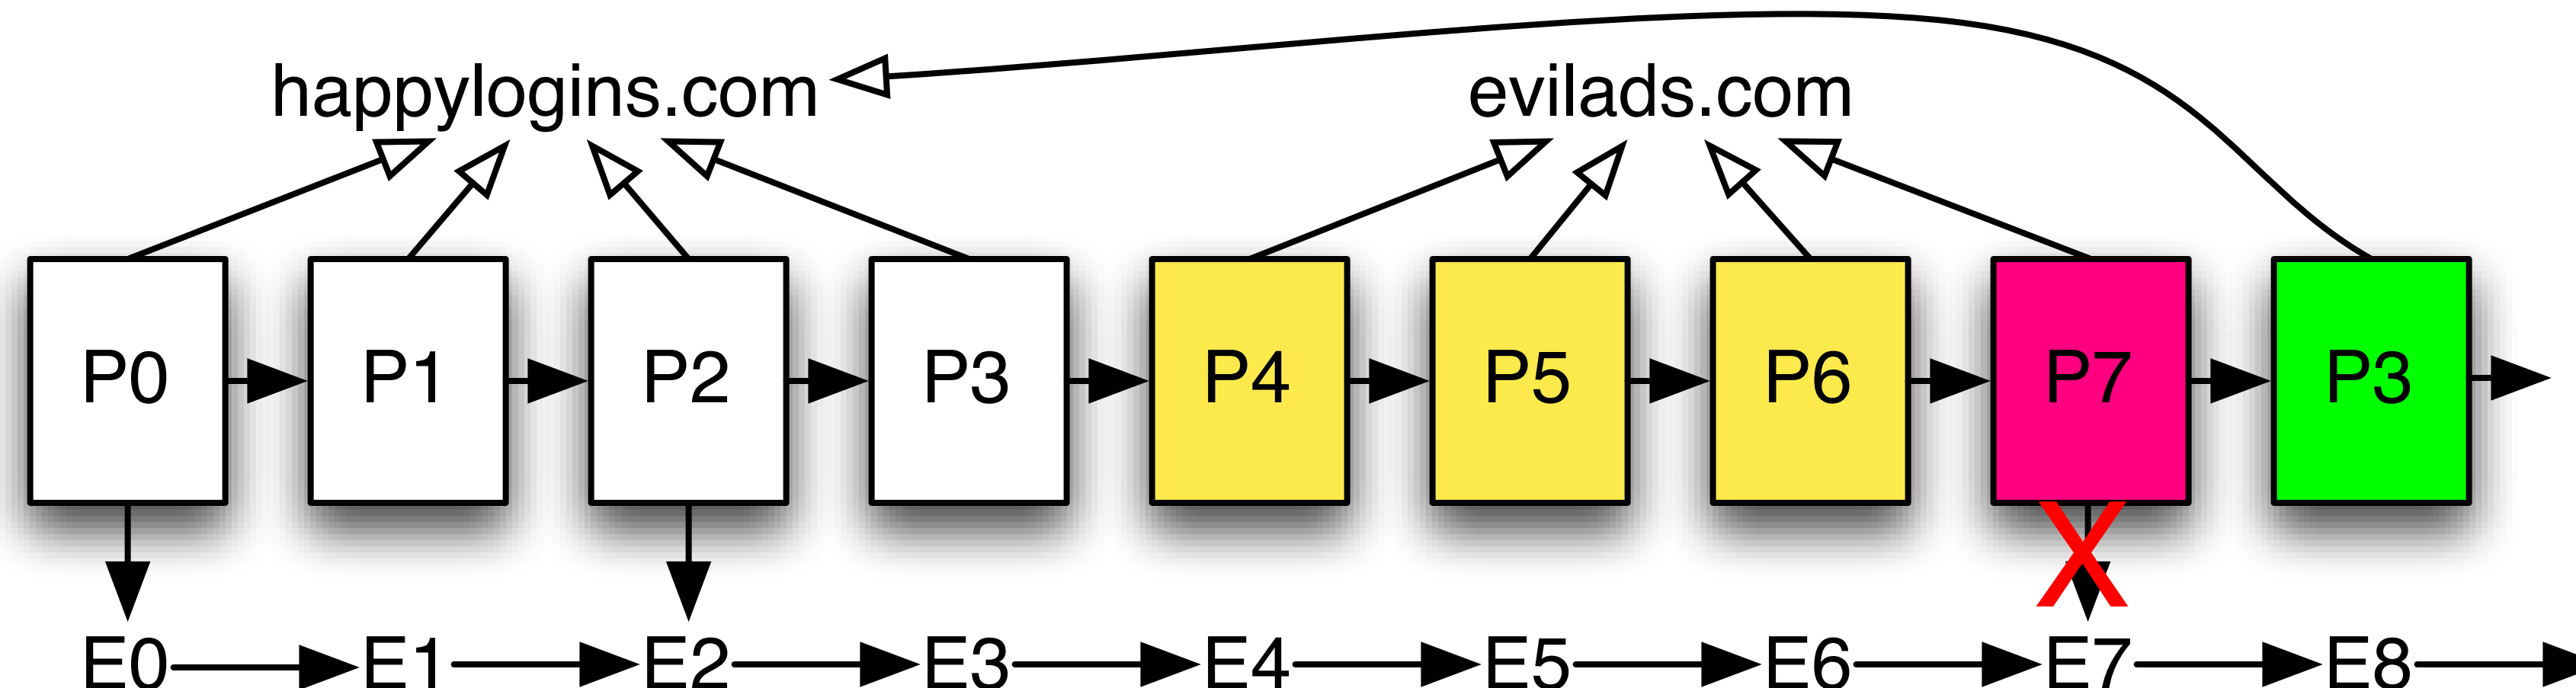 happylogins.com evilads.com
P0 P1 P2 P3 P4 P5 P6 P7 P3
X
E0 E1 E2 E3 E4 E5 E6 E7 E8